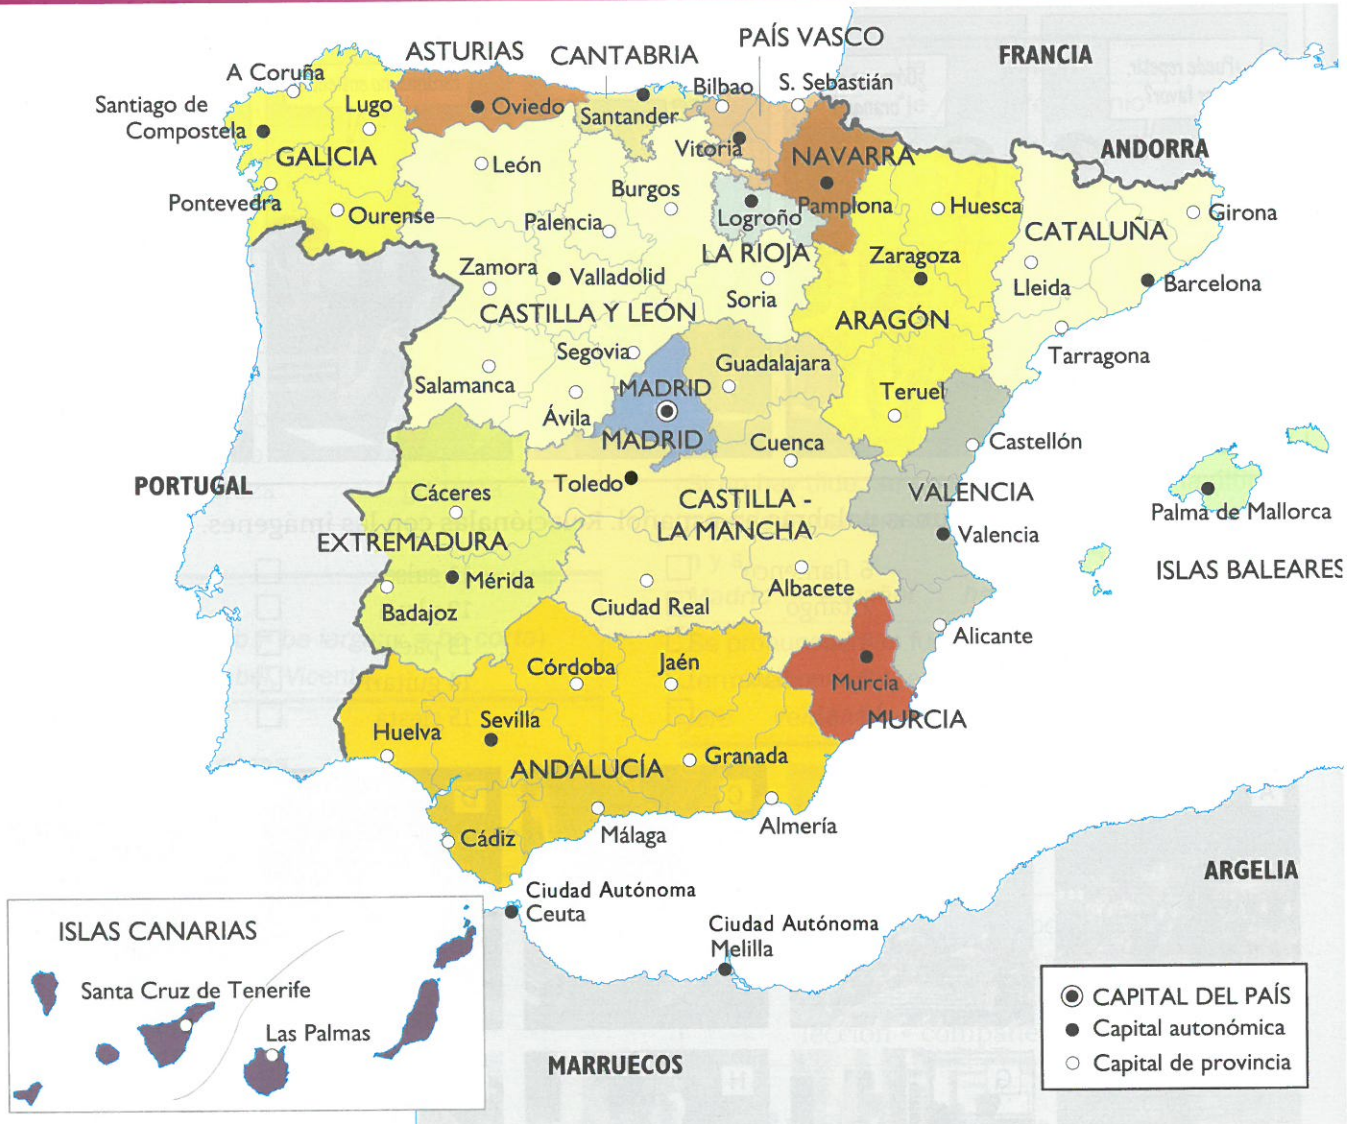 ASTURIAS
CANTABRIA
PAÍS VASCO
FRANCIA
A Coruña
Bilbao
S. Sebastián
Santiago de
Compostela
Lugo
Oviedo
Santander
Vitoria
NAVARRA
ANDORRA
GALICIA
León
Burgos
Pamplona
Pontevedra
Ourense
Palencia
Logroño
Huesca
Girona
CATALUÑA
Zamora
Valladolid
LA RIOJA
Zaragoza
Lleida
Barcelona
Soria
CASTILLA Y LEÓN
ARAGÓN
Segovia
Guadalajara
Tarragona
Salamanca
Ávila
MADRID
MADRID
Teruel
Cuenca
Castellón
PORTUGAL
Cáceres
Toledo
CASTILLA -
LA MANCHA
VALENCIA
Palma de Mallorca
EXTREMADURA
Valencia
ISLAS BALEARES
Mérida
Badajoz
Ciudad Real
Albacete
Alicante
Córdoba
Jaén
Murcia
MURCIA
Huelva
Sevilla
ANDALUCÍA
Granada
Cádiz
Málaga
Almería
ARGELIA
Ciudad Autónoma
Ceuta
Ciudad Autónoma
Melilla
ISLAS CANARIAS
Santa Cruz de Tenerife
Las Palmas
MARRUECOS
CAPITAL DEL PAÍS
Capital autonómica
Capital de provincia